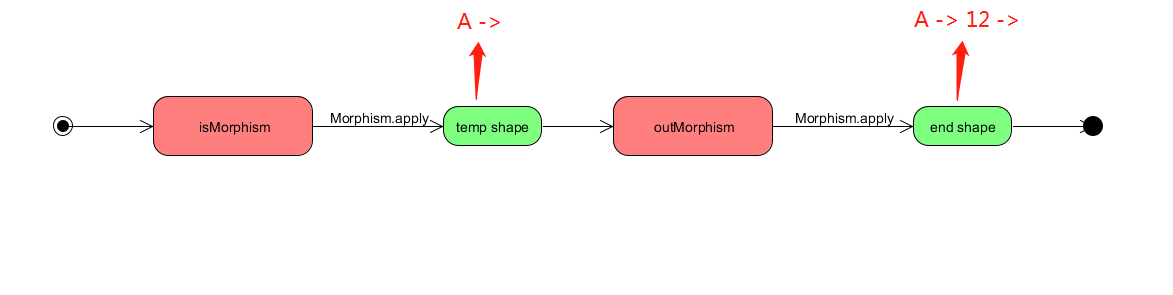 A ->
A -> 12 ->
isMorphism
Morphism.apply
temp shape
outMorphism
Morphism.apply
end shape